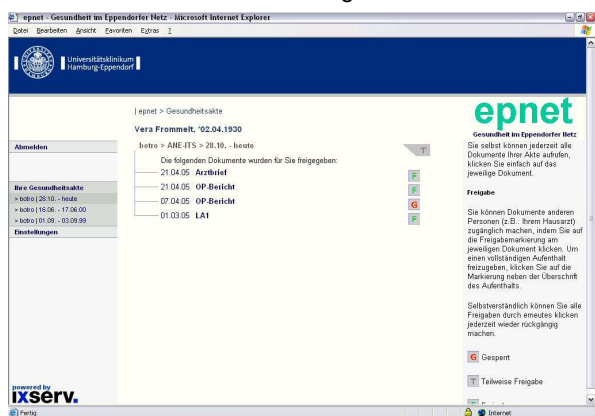 epnet - Gesundheit im Eppendorfer Netz - Microsoft Internet Explorer
Datei Bearbeiten Ansicht Favoriten Extras ?
Universitätsklinikum
Hamburg-Eppendorf
| epnet > Gesundheitsakte
Vera Frommelt, *02.04.1930
botro > ANE-ITS > 28.10. - heute
T
Die folgenden Dokumente wurden für Sie freigegeben:
21.04.05 Arztbrief F
21.04.05 OP-Bericht F
07.04.05 OP-Bericht G
01.03.05 LA1 F
Abmelden
Ihre Gesundheitsakte
> botro | 28.10. - heute
> botro | 16.06. - 17.06.00
> botro | 01.09. - 03.09.99
Einstellungen
powered by
ixserv.
epnet
Gesundheit im Eppendorfer Netz
Sie selbst können jederzeit alle
Dokumente Ihrer Akte aufrufen,
klicken Sie einfach auf das
jeweilige Dokument.
Freigabe
Sie können Dokumente anderen
Personen (z.B.: Ihrem Hausarzt)
zugänglich machen, indem Sie auf
die Freigabemarkierung am
jeweiligen Dokument klicken. Um
einen vollständigen Aufenthalt
freizugeben, klicken Sie auf die
Markierung neben der Überschrift
des Aufenthalts.
Selbstverständlich können Sie alle
Freigaben durch erneutes klicken
jederzeit wieder rückgängig
machen.
G Gesperrt
T Teilweise Freigabe
Fertig
Internet